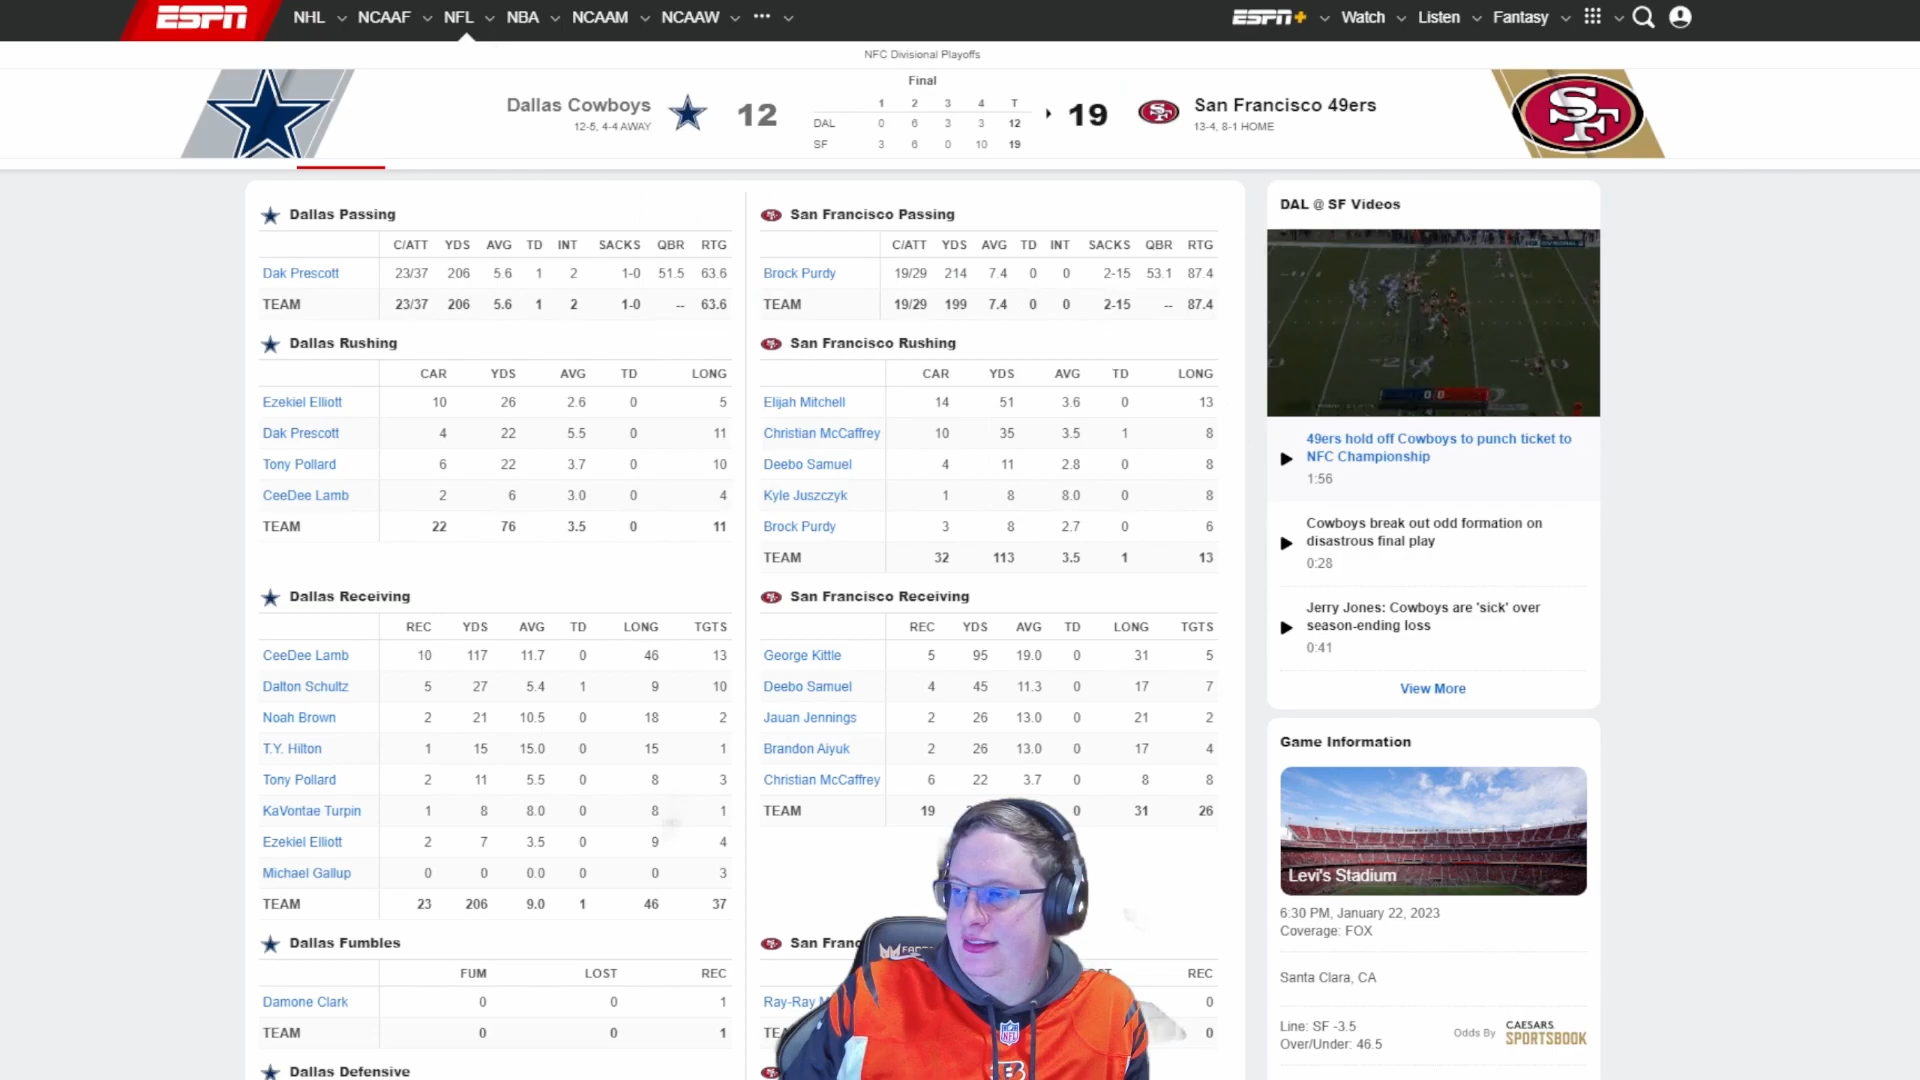 ESPN NHL NCAAF NFL NBA NCAAM NCAAW ••• ESPN+ Watch Listen Fantasy
NFC Divisional Playoffs
Final
Dallas Cowboys 12 19 San Francisco 49ers
12-5, 4-4 AWAY 13-4, 8-1 HOME
1 2 3 4 T
DAL 0 6 3 3 12
SF 3 6 0 10 19
Dallas Passing
C/ATT YDS AVG TD INT SACKS QBR RTG
Dak Prescott 23/37 206 5.6 1 2 1-0 51.5 63.6
TEAM 23/37 206 5.6 1 2 1-0 -- 63.6
San Francisco Passing
C/ATT YDS AVG TD INT SACKS QBR RTG
Brock Purdy 19/29 214 7.4 0 0 2-15 53.1 87.4
TEAM 19/29 199 7.4 0 0 2-15 -- 87.4
Dallas Rushing
CAR YDS AVG TD LONG
Ezekiel Elliott 10 26 2.6 0 5
Dak Prescott 4 22 5.5 0 11
Tony Pollard 6 22 3.7 0 10
CeeDee Lamb 2 6 3.0 0 4
TEAM 22 76 3.5 0 11
San Francisco Rushing
CAR YDS AVG TD LONG
Elijah Mitchell 14 51 3.6 0 13
Christian McCaffrey 10 35 3.5 1 8
Deebo Samuel 4 11 2.8 0 8
Kyle Juszczyk 1 8 8.0 0 8
Brock Purdy 3 8 2.7 0 6
TEAM 32 113 3.5 1 13
Dallas Receiving
REC YDS AVG TD LONG TGTS
CeeDee Lamb 10 117 11.7 0 46 13
Dalton Schultz 5 27 5.4 1 9 10
Noah Brown 2 21 10.5 0 18 2
T.Y. Hilton 1 15 15.0 0 15 1
Tony Pollard 2 11 5.5 0 8 3
KaVontae Turpin 1 8 8.0 0 8 1
Ezekiel Elliott 2 7 3.5 0 9 4
Michael Gallup 0 0 0.0 0 0 3
TEAM 23 206 9.0 1 46 37
San Francisco Receiving
REC YDS AVG TD LONG TGTS
George Kittle 5 95 19.0 0 31 5
Deebo Samuel 4 45 11.3 0 17 7
Jauan Jennings 2 26 13.0 0 21 2
Brandon Aiyuk 2 26 13.0 0 17 4
Christian McCaffrey 6 22 3.7 0 8 8
TEAM 19 0 31 26
Dallas Fumbles
FUM LOST REC
Damone Clark 0 0 1
TEAM 0 0 1
San
REC
Ray-Ray 0
0
Dallas Defensive
DAL @ SF Videos
49ers hold off Cowboys to punch ticket to
NFC Championship
1:56
Cowboys break out odd formation on
disastrous final play
0:28
Jerry Jones: Cowboys are 'sick' over
season-ending loss
0:41
View More
Game Information
Levi's Stadium
6:30 PM, January 22, 2023
Coverage: FOX
Santa Clara, CA
Line: SF -3.5
Over/Under: 46.5
Odds By CAESARS SPORTSBOOK
NFL